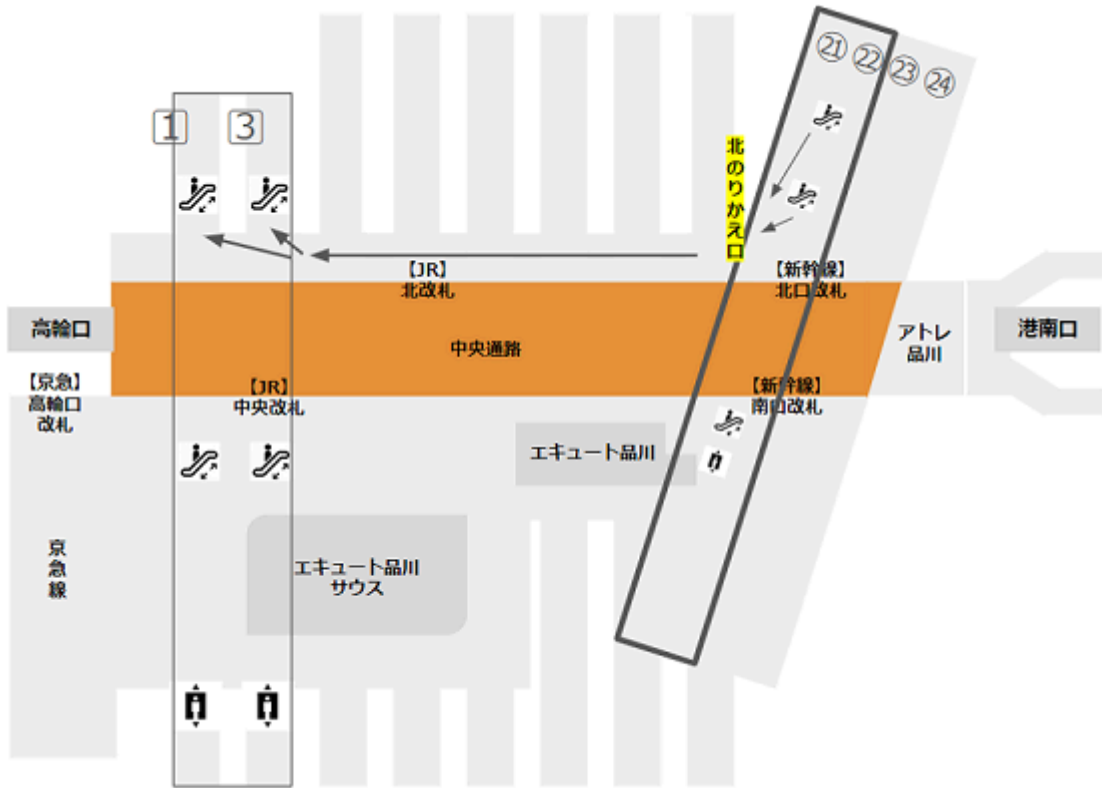 ㉑ ㉒ ㉓ ㉔
1 3
北のりかえ口
【JR】
北改札
【新幹線】
北口改札
高輪口
中央通路
アトレ
品川
港南口
【京急】
高輪口
改札
【JR】
中央改札
【新幹線】
南口改札
エキュート品川
京急線
エキュート品川
サウス